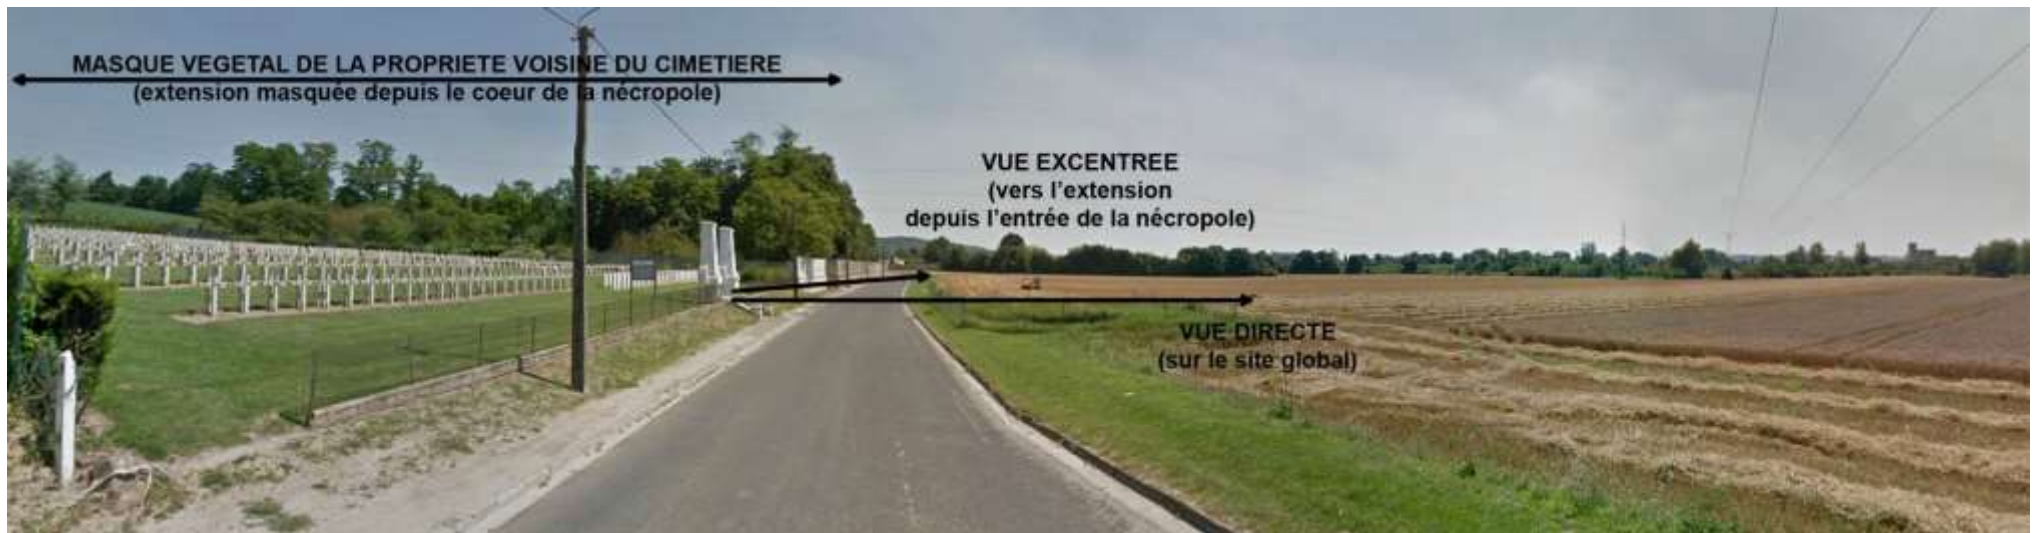 MASQUE VEGETAL DE LA PROPRIETE VOISINE DU CIMETIERE
(extension masquée depuis le coeur de la nécropole)
VUE EXCENTREE
(vers l'extension
depuis l'entrée de la nécropole)
VUE DIRECTE
(sur le site global)